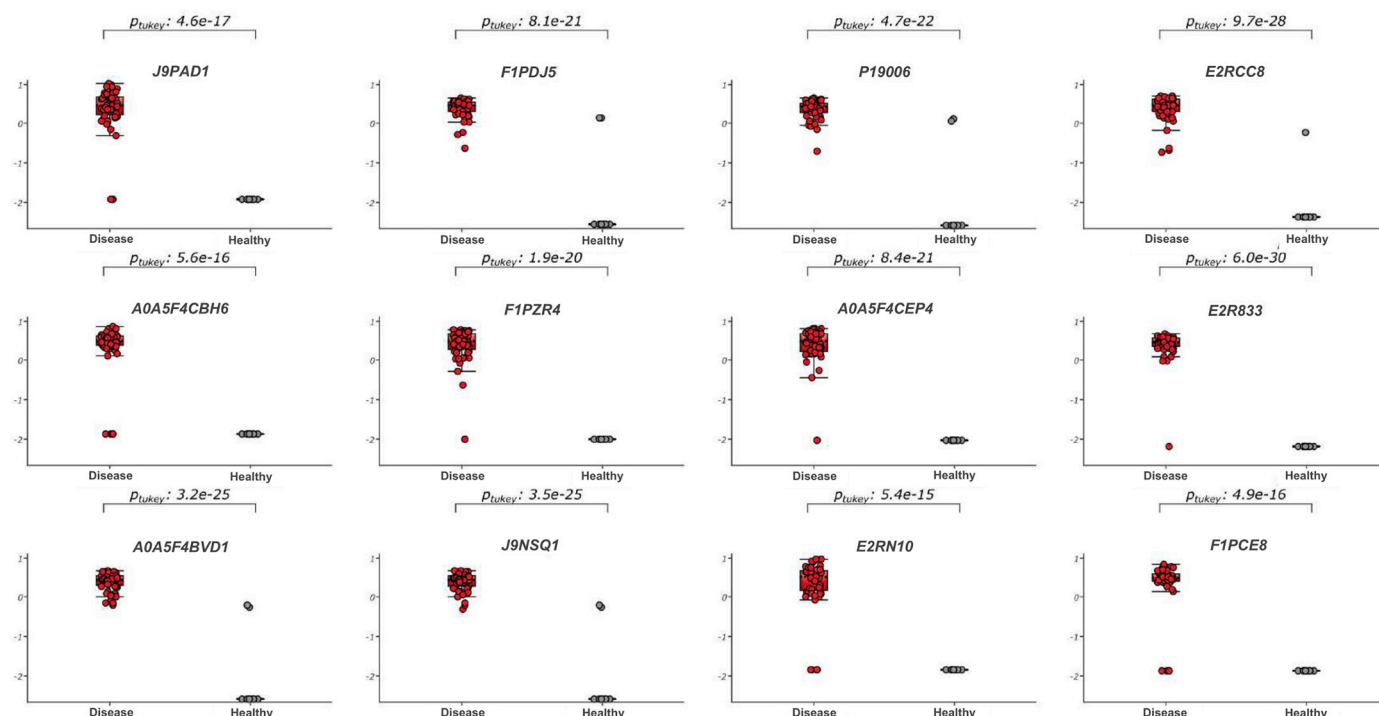 p_tukey: 4.6e-17 p_tukey: 8.1e-21 p_tukey: 4.7e-22 p_tukey: 9.7e-28
J9PAD1 F1PDJ5 P19006 E2RCC8
1 1 1 1
0 0 0 0
-1 -1 -1 -1
-2 -2 -2 -2
Disease Healthy Disease Healthy Disease Healthy Disease Healthy
p_tukey: 5.6e-16 p_tukey: 1.9e-20 p_tukey: 8.4e-21 p_tukey: 6.0e-30
A0A5F4CBH6 F1PZR4 A0A5F4CEP4 E2R833
1 1 1 1
0 0 0 0
-1 -1 -1 -1
-2 -2 -2 -2
Disease Healthy Disease Healthy Disease Healthy Disease Healthy
p_tukey: 3.2e-25 p_tukey: 3.5e-25 p_tukey: 5.4e-15 p_tukey: 4.9e-16
A0A5F4BVD1 J9NSQ1 E2RN10 F1PCE8
1 1 1 1
0 0 0 0
-1 -1 -1 -1
-2 -2 -2 -2
Disease Healthy Disease Healthy Disease Healthy Disease Healthy